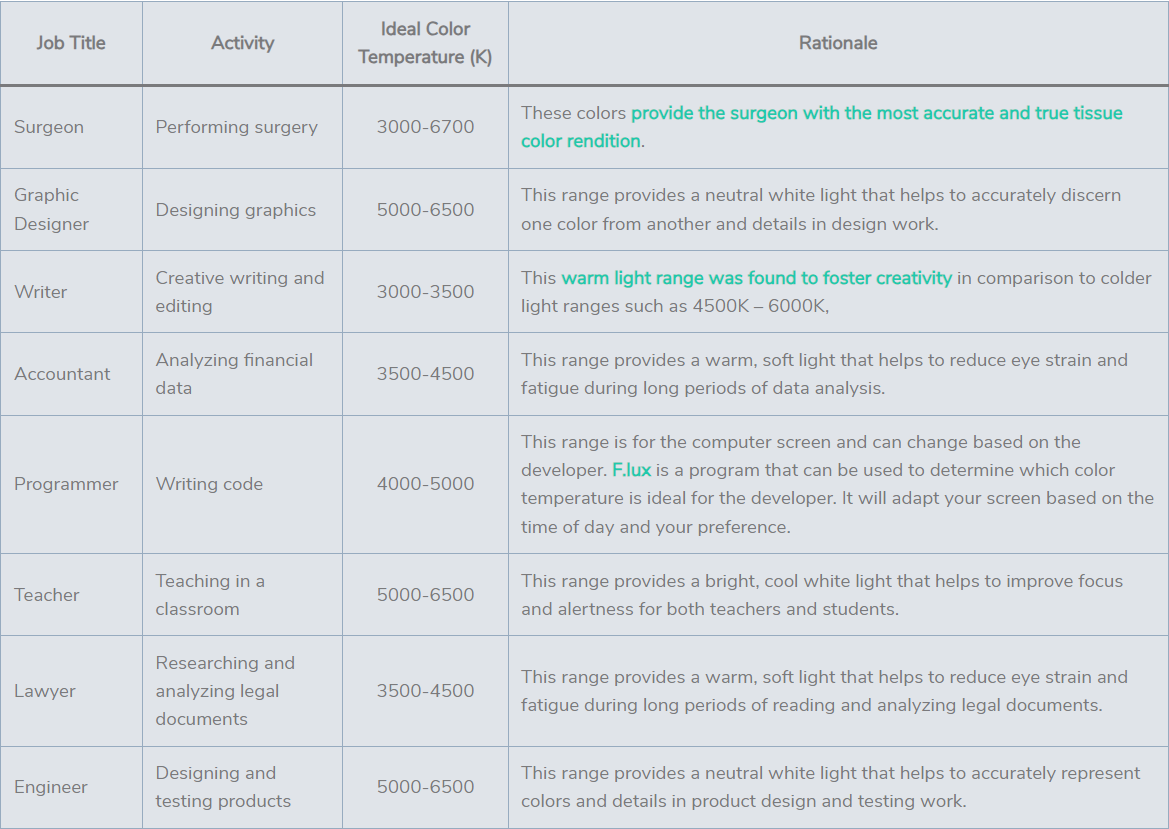 Job Title
Activity
Ideal Color
Temperature (K)
Rationale
Surgeon
Performing surgery
3000-6700
These colors provide the surgeon with the most accurate and true tissue
color rendition.
Graphic
Designer
Designing graphics
5000-6500
This range provides a neutral white light that helps to accurately discern
one color from another and details in design work.
Writer
Creative writing and
editing
3000-3500
This warm light range was found to foster creativity in comparison to colder
light ranges such as 4500K – 6000K,
Accountant
Analyzing financial
data
3500-4500
This range provides a warm, soft light that helps to reduce eye strain and
fatigue during long periods of data analysis.
Programmer
Writing code
4000-5000
This range is for the computer screen and can change based on the
developer. F.lux is a program that can be used to determine which color
temperature is ideal for the developer. It will adapt your screen based on the
time of day and your preference.
Teacher
Teaching in a
classroom
5000-6500
This range provides a bright, cool white light that helps to improve focus
and alertness for both teachers and students.
Lawyer
Researching and
analyzing legal
documents
3500-4500
This range provides a warm, soft light that helps to reduce eye strain and
fatigue during long periods of reading and analyzing legal documents.
Engineer
Designing and
testing products
5000-6500
This range provides a neutral white light that helps to accurately represent
colors and details in product design and testing work.